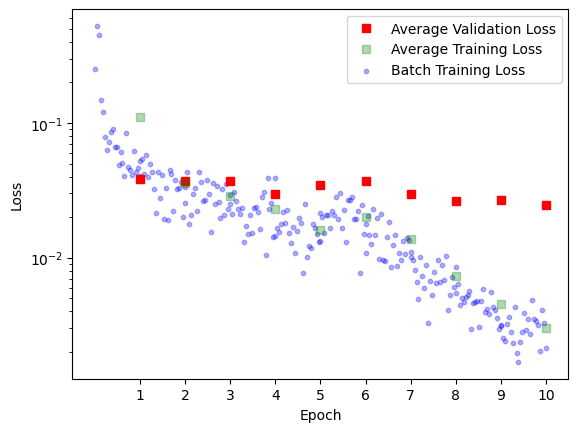 Average Validation Loss
Average Training Loss
Batch Training Loss
10⁻¹
10⁻²
Loss
1 2 3 4 5 6 7 8 9 10
Epoch